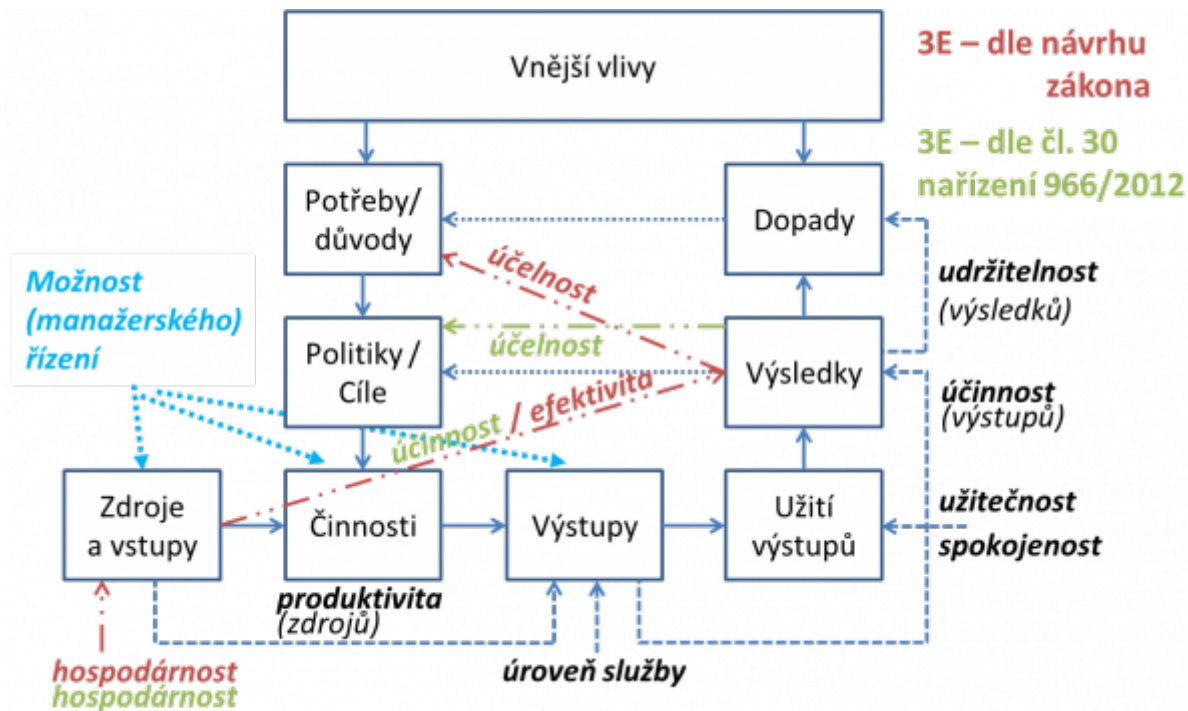 Vnější vlivy
3E – dle návrhu
zákona
3E – dle čl. 30
nařízení 966/2012
Potřeby/
důvody
Dopady
Možnost
(manažerského)
řízení
účelnost
udržitelnost
(výsledků)
Politiky /
Cíle
účelnost
Výsledky
účinnost / efektivita
účinnost
(výstupů)
Zdroje
a vstupy
Činnosti
Výstupy
Užití
výstupů
užitečnost
spokojenost
produktivita
(zdrojů)
hospodárnost
hospodárnost
úroveň služby